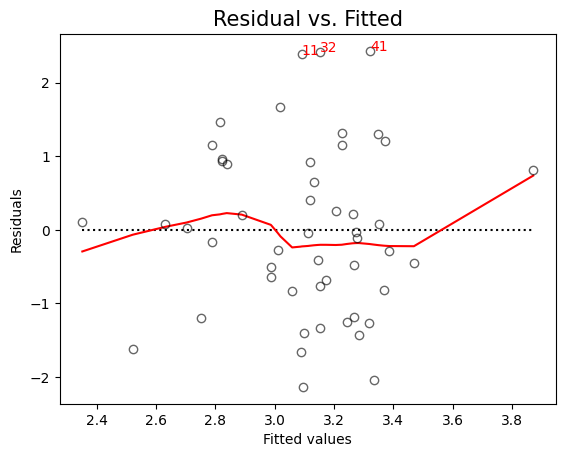 Residual vs. Fitted
11 32 41
2
1
0
−1
−2
Residuals
2.4 2.6 2.8 3.0 3.2 3.4 3.6 3.8
Fitted values